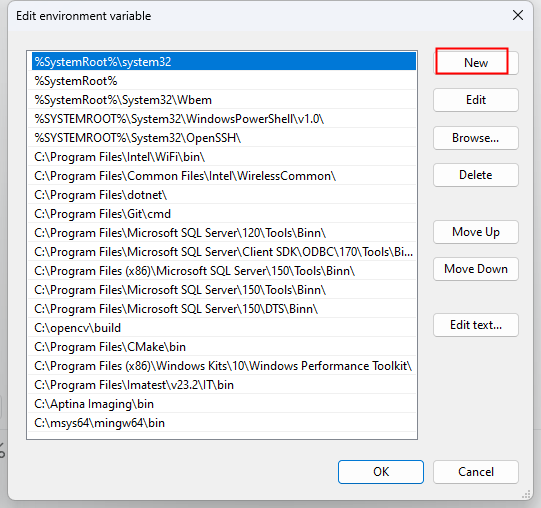 Edit environment variable
%SystemRoot%\system32
%SystemRoot%
%SystemRoot%\System32\Wbem
%SYSTEMROOT%\System32\WindowsPowerShell\v1.0\
%SYSTEMROOT%\System32\OpenSSH\
C:\Program Files\Intel\WiFi\bin\
C:\Program Files\Common Files\Intel\WirelessCommon\
C:\Program Files\dotnet\
C:\Program Files\Git\cmd
C:\Program Files\Microsoft SQL Server\120\Tools\Binn\
C:\Program Files\Microsoft SQL Server\Client SDK\ODBC\170\Tools\Bi...
C:\Program Files (x86)\Microsoft SQL Server\150\Tools\Binn\
C:\Program Files\Microsoft SQL Server\150\Tools\Binn\
C:\Program Files\Microsoft SQL Server\150\DTS\Binn\
C:\opencv\build
C:\Program Files\CMake\bin
C:\Program Files (x86)\Windows Kits\10\Windows Performance Toolkit\
C:\Program Files\Imatest\v23.2\IT\bin
C:\Aptina Imaging\bin
C:\msys64\mingw64\bin
New
Edit
Browse...
Delete
Move Up
Move Down
Edit text...
OK
Cancel
%